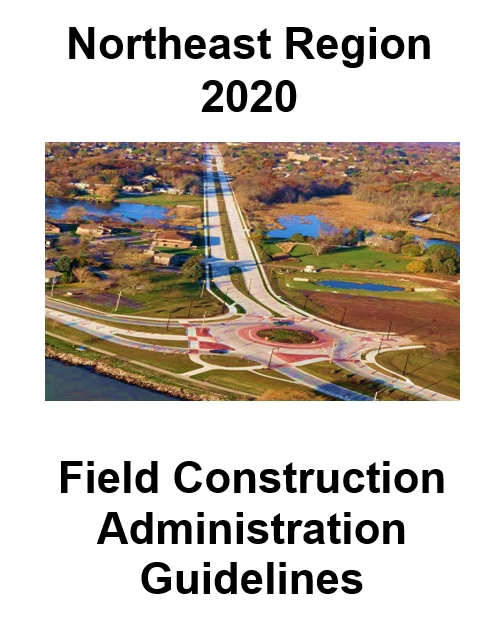 Northeast Region
2020
Field Construction
Administration
Guidelines